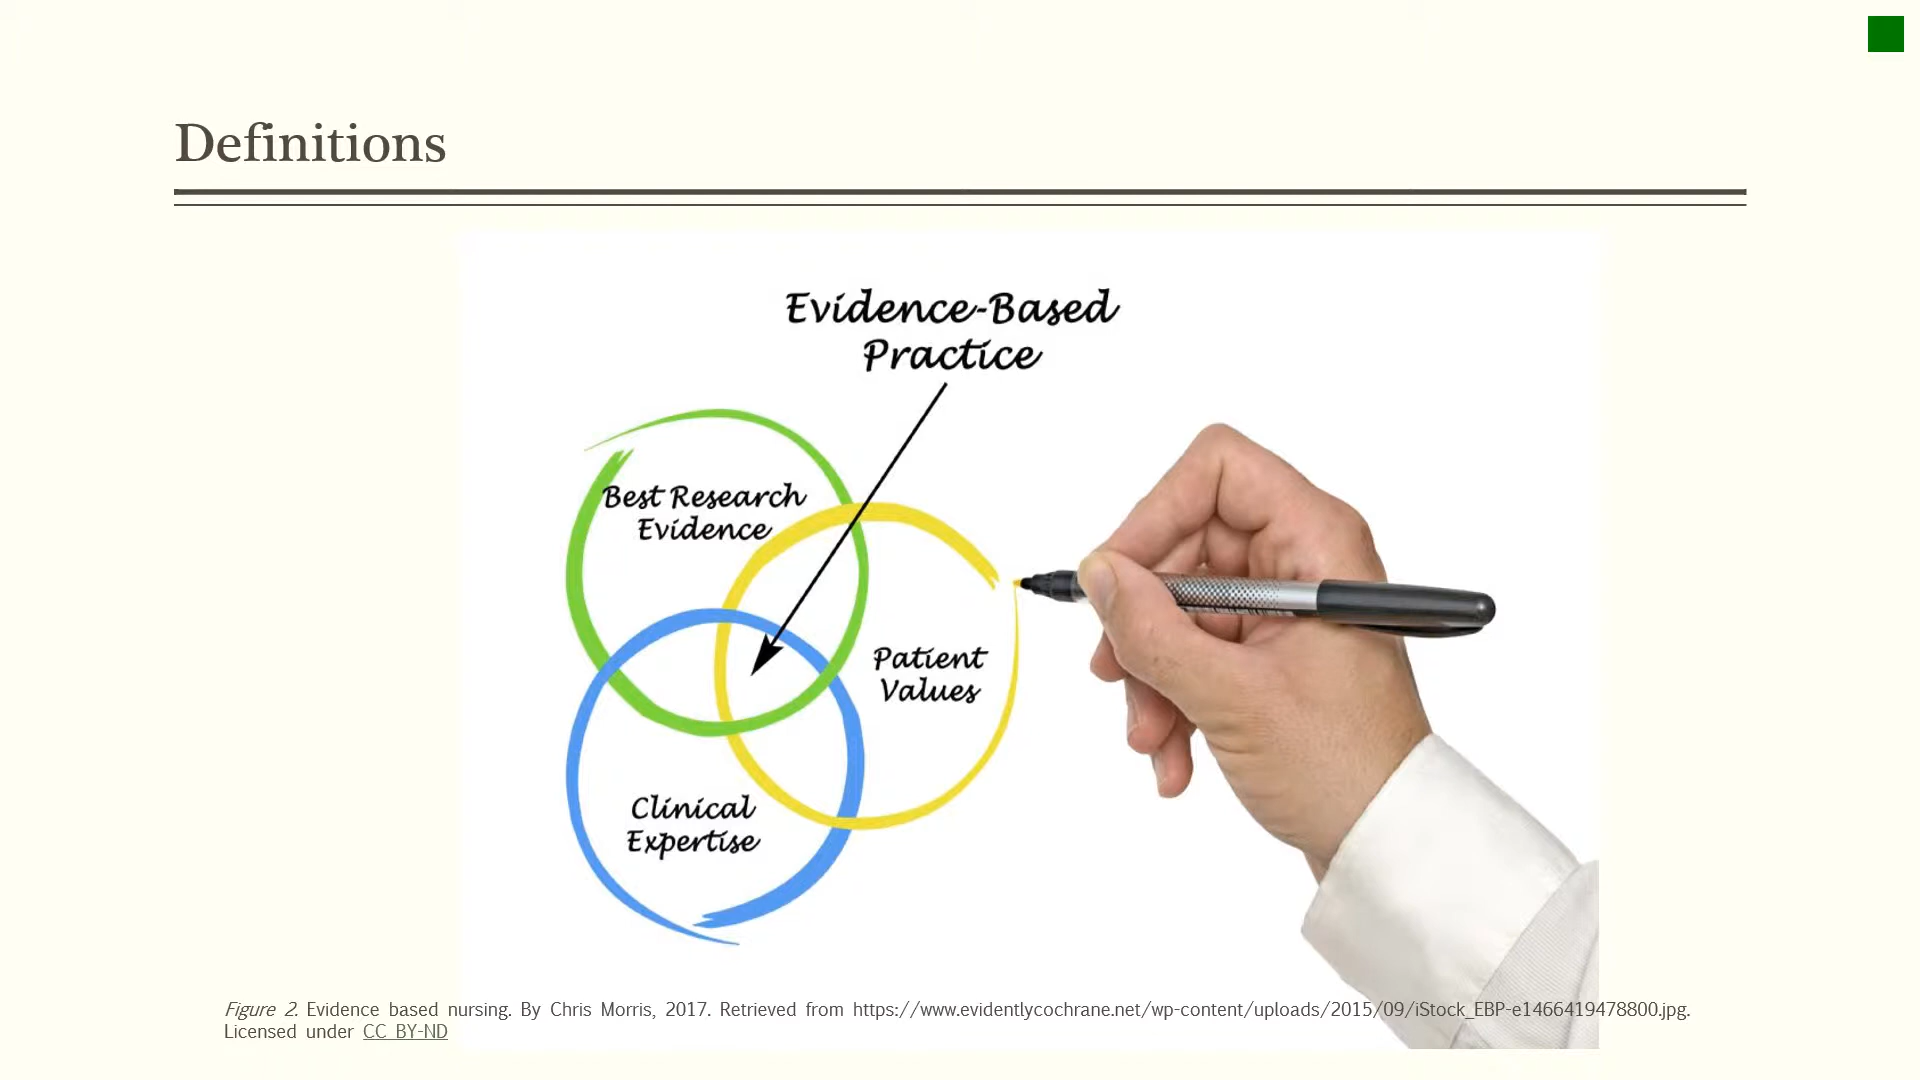 Definitions
Evidence-Based
Practice
Best Research
Evidence
Patient
Values
Clinical
Expertise
Figure 2. Evidence based nursing. By Chris Morris, 2017. Retrieved from https://www.evidentlycochrane.net/wp-content/uploads/2015/09/iStock_EBP-e1466419478800.jpg.
Licensed under CC BY-ND